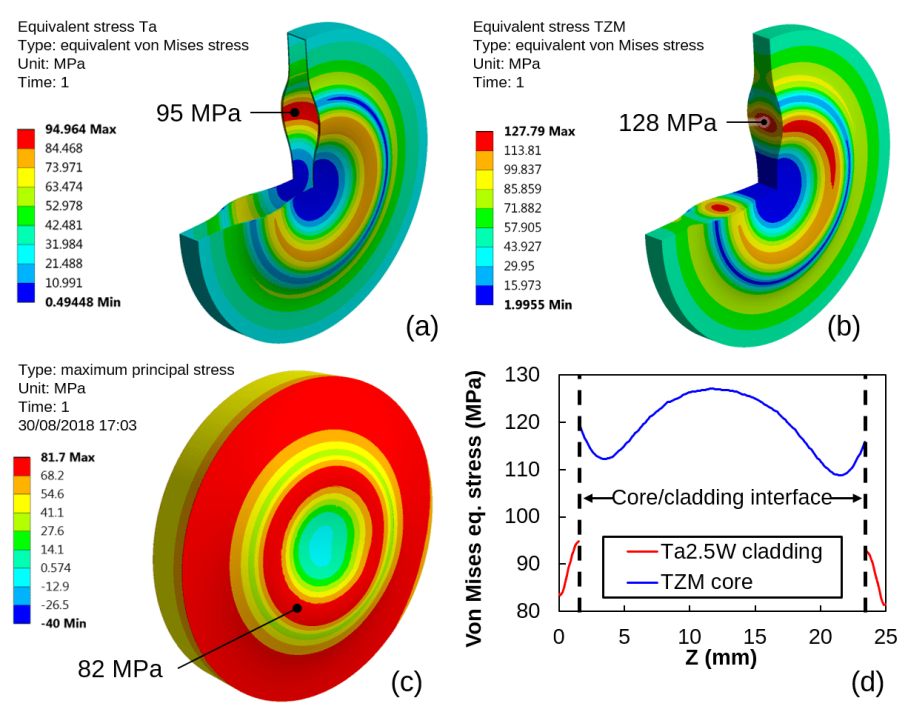 Equivalent stress Ta
Type: equivalent von Mises stress
Unit: MPa
Time: 1
95 MPa
94.964 Max
84.468
73.971
63.474
52.978
42.481
31.984
21.488
10.991
0.49448 Min
(a)
Equivalent stress TZM
Type: equivalent von Mises stress
Unit: MPa
Time: 1
128 MPa
127.79 Max
113.81
99.837
85.859
71.882
57.905
43.927
29.95
15.973
1.9955 Min
(b)
Type: maximum principal stress
Unit: MPa
Time: 1
30/08/2018 17:03
81.7 Max
68.2
54.6
41.1
27.6
14.1
0.574
-12.9
-26.5
-40 Min
82 MPa
(c)
Von Mises eq. stress (MPa)
130
120
110
100
90
80
Core/cladding interface
Ta2.5W cladding
TZM core
0 5 10 15 20 25
Z (mm)
(d)